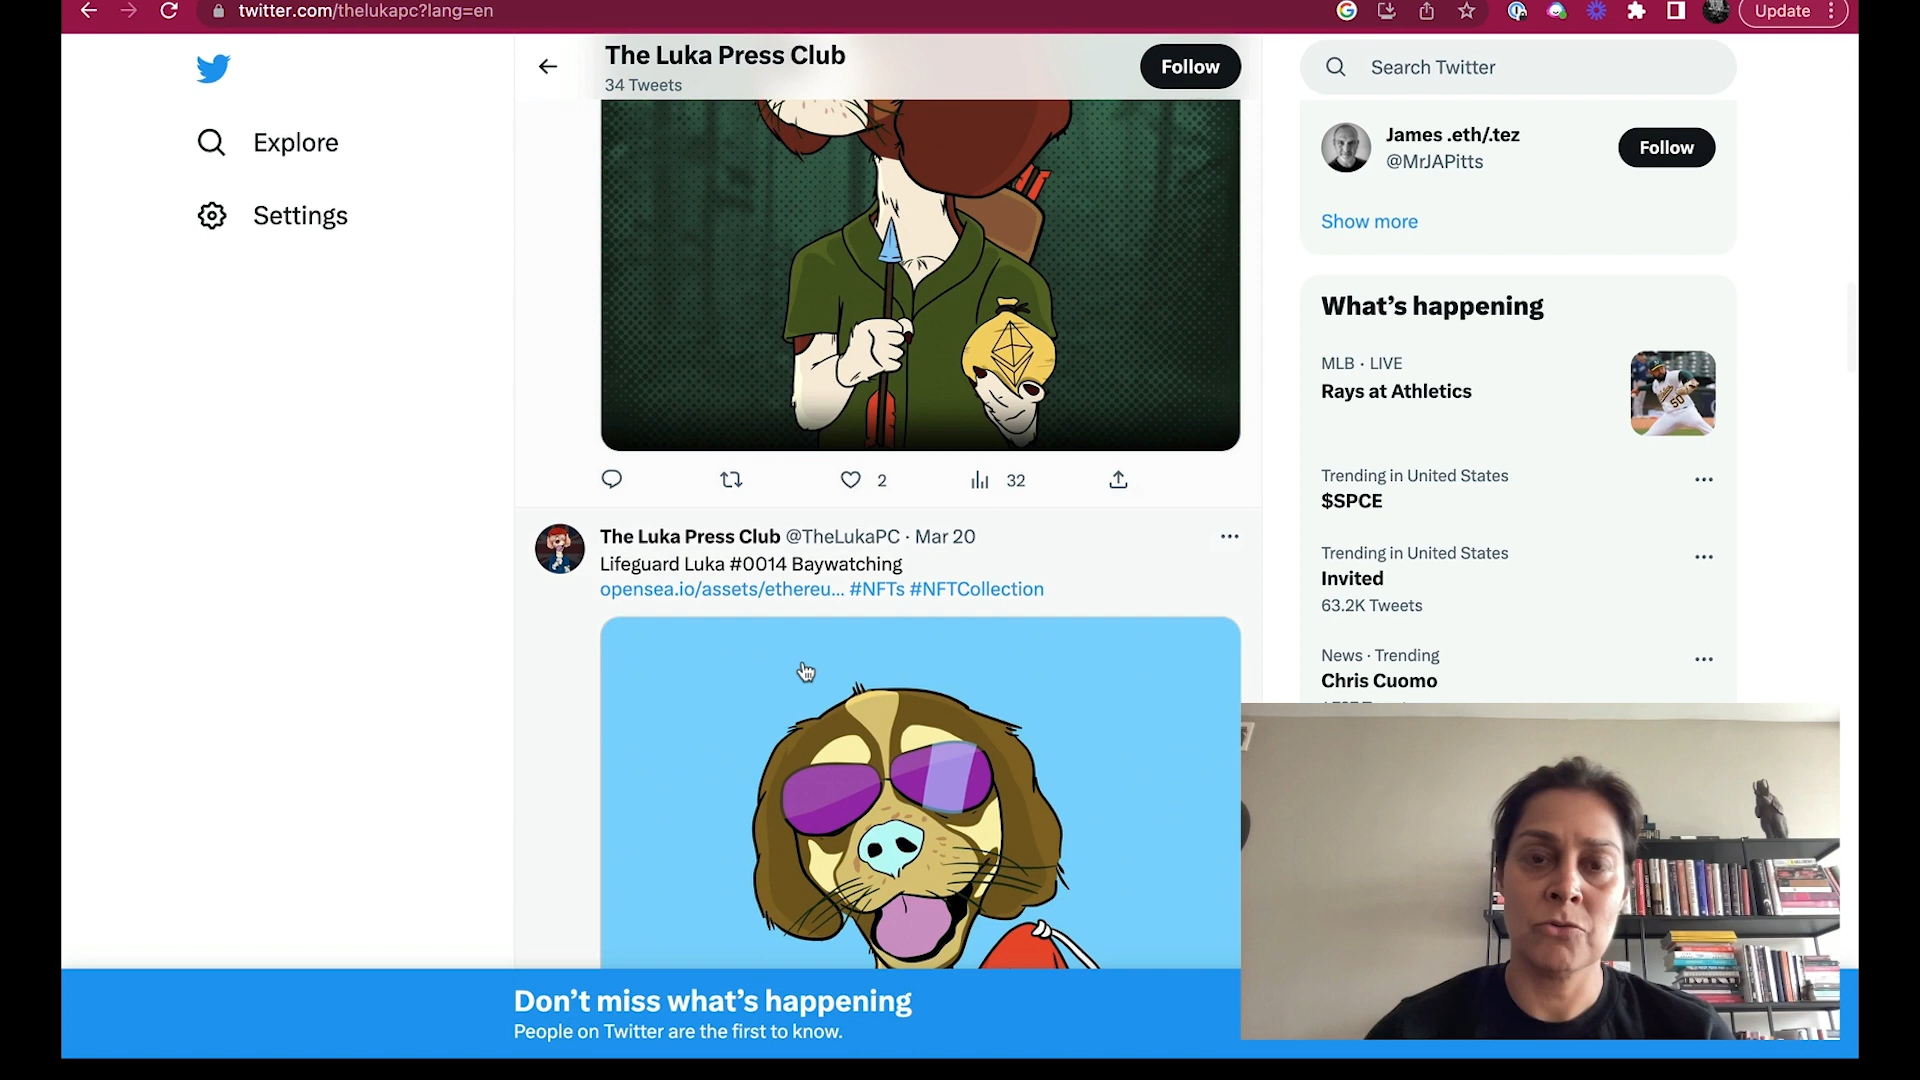 twitter.com/thelukapc?lang=en
Update
The Luka Press Club
34 Tweets
Follow
Search Twitter
Explore
Settings
James .eth/.tez
@MrJAPitts
Follow
Show more
What's happening
MLB · LIVE
Rays at Athletics
50
Trending in United States
$SPCE
Trending in United States
Invited
63.2K Tweets
News · Trending
Chris Cuomo
2
32
The Luka Press Club @TheLukaPC · Mar 20
Lifeguard Luka #0014 Baywatching
opensea.io/assets/ethereu... #NFTs #NFTCollection
Don't miss what's happening
People on Twitter are the first to know.